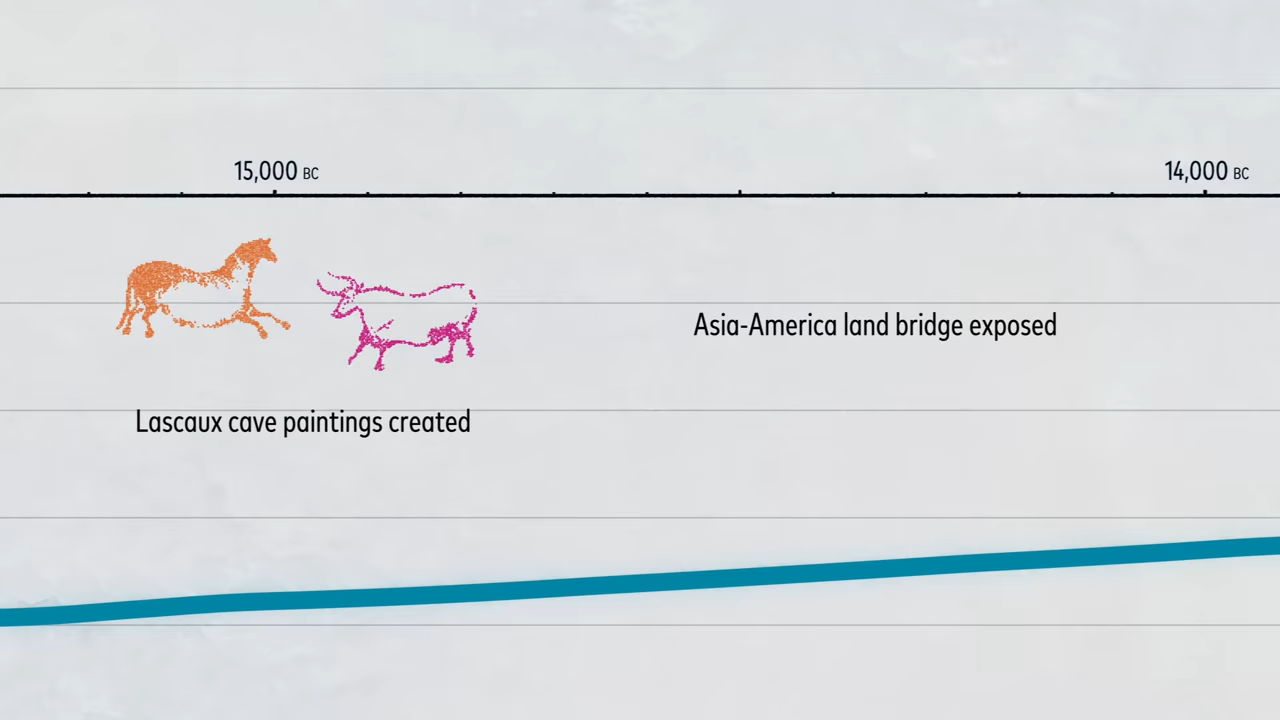 15,000 BC
14,000 BC
Asia-America land bridge exposed
Lascaux cave paintings created